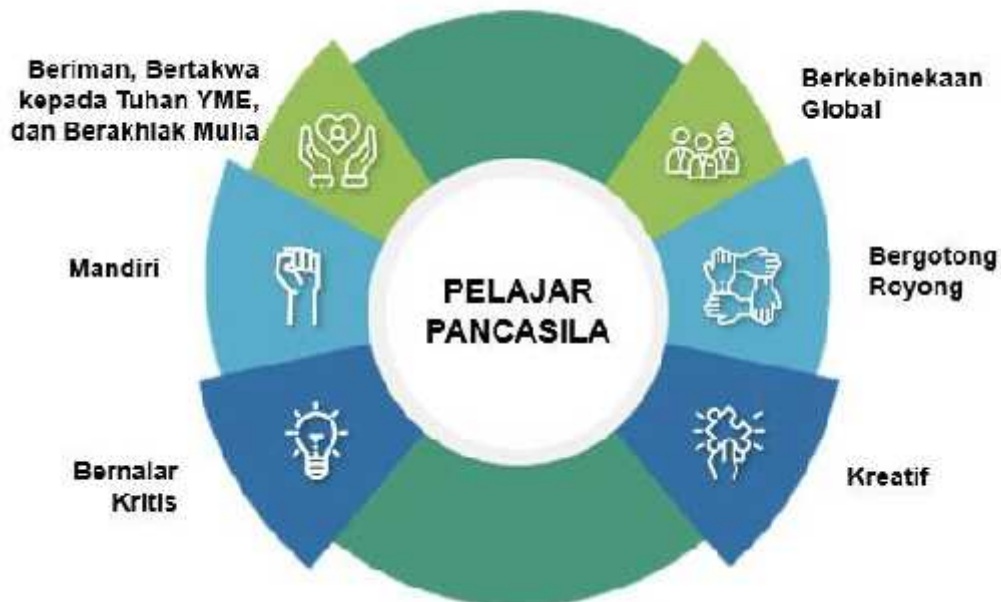 Beriman, Bertakwa
kepada Tuhan YME,
dan Berakhlak Mulia
Berkebinekaan
Global
Mandiri
PELAJAR
PANCASILA
Bergotong
Royong
Bernalar
Kritis
Kreatif